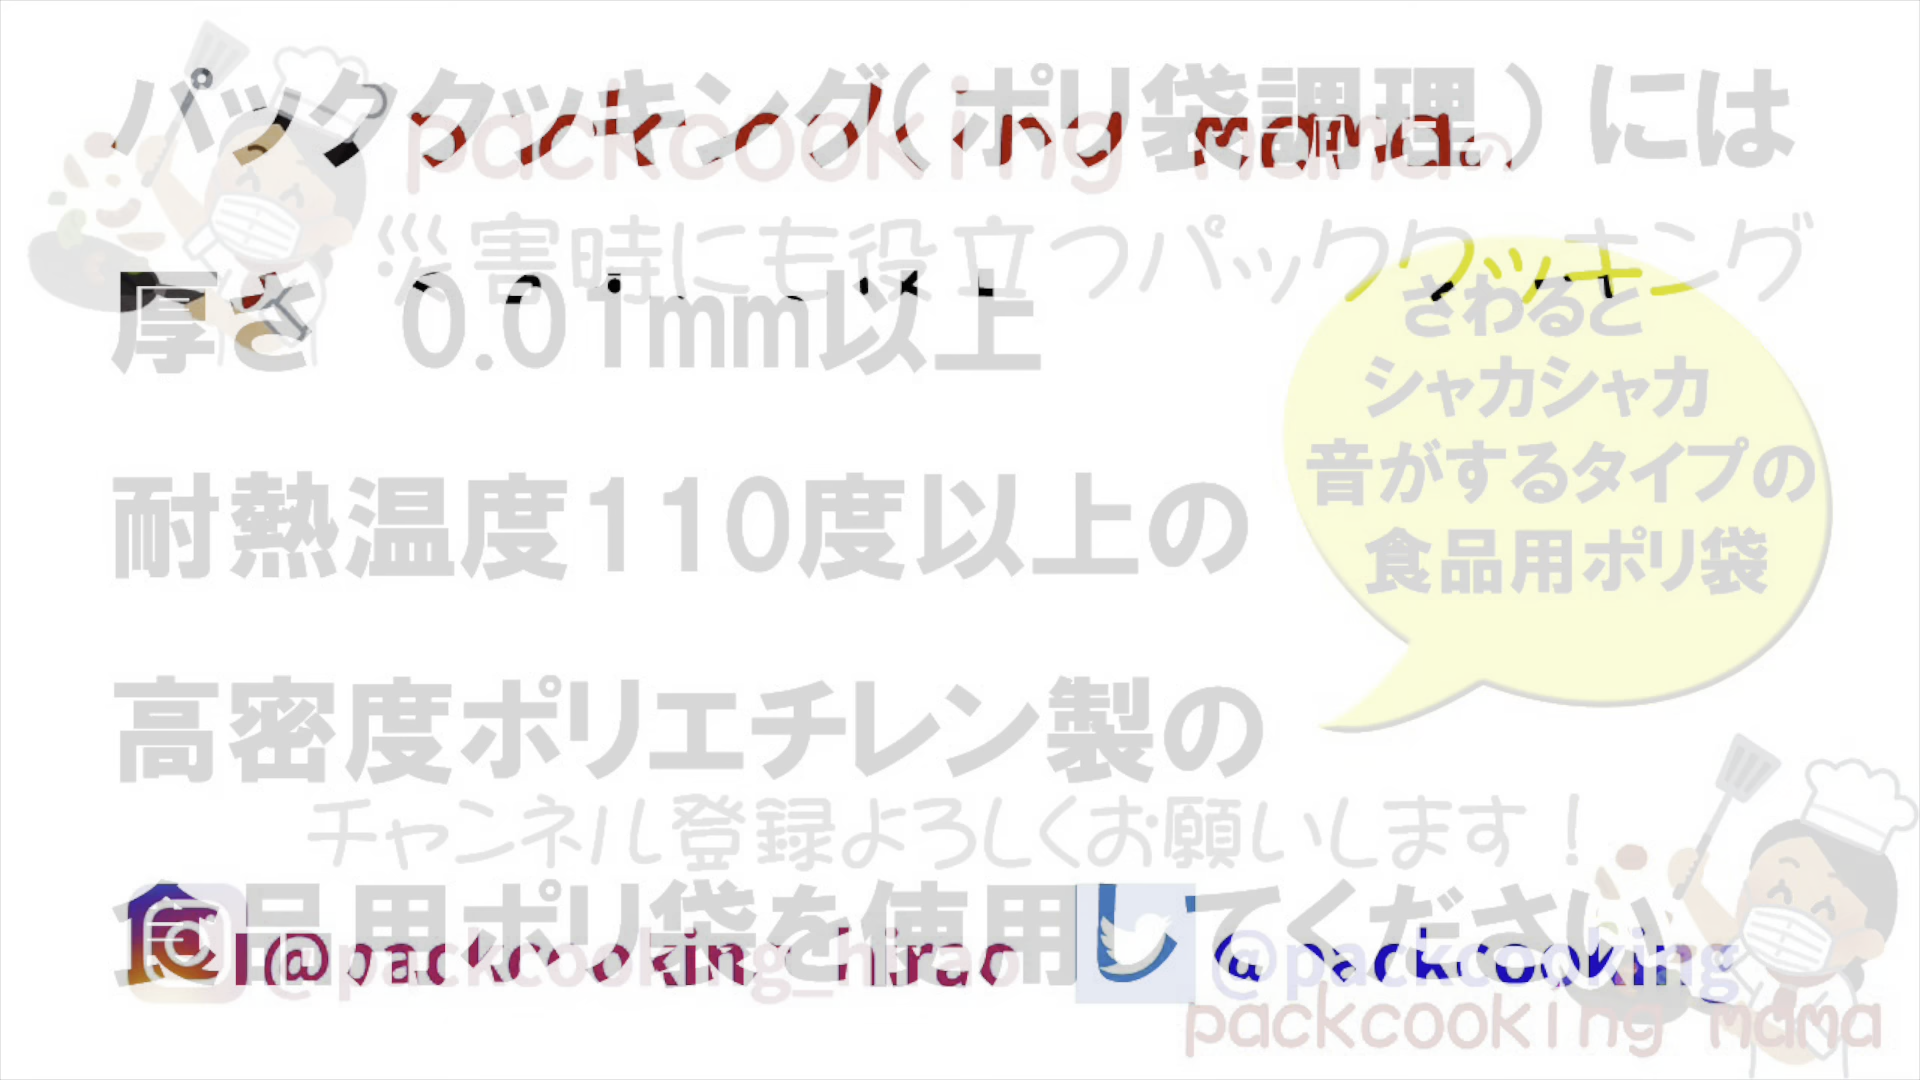 パッククッキング（ポリ袋調理）には
packcooking mama の
災害時にも役立つパッククッキング
厚さ 0.01mm以上
さわると
シャカシャカ
音がするタイプの
食品用ポリ袋
耐熱温度110度以上の
高密度ポリエチレン製の
チャンネル登録よろしくお願いします！
食品用ポリ袋を使用してください
@packcooking_hirao
@packcooking
packcooking mama